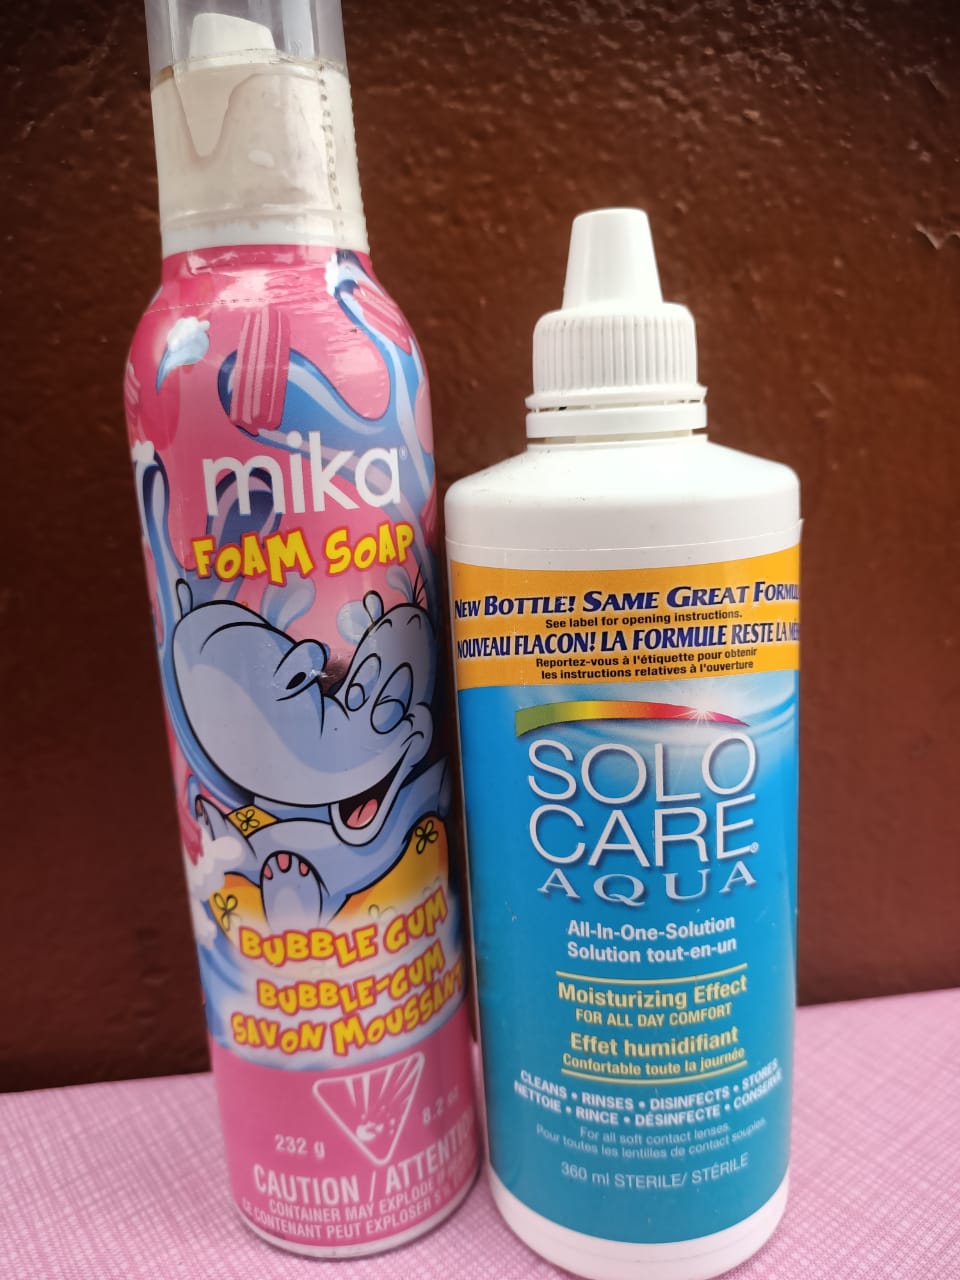 mika®
FOAM SOAP
BUBBLE GUM
BUBBLE-GUM
SAVON MOUSSANT
232 g
8.2 oz
CAUTION / ATTENTION
CONTAINER MAY EXPLODE
CONTENANT PEUT EXPLOSER
NEW BOTTLE! SAME GREAT
See label for opening instructions.
NOUVEAU FLACON! LA FORMULE RESTE LA
Reportez-vous à l'étiquette pour obtenir
les instructions relatives à l'ouverture
SOLO
CARE®
AQUA
All-In-One-Solution
Solution tout-en-un
Moisturizing Effect
FOR ALL DAY COMFORT
Effet humidifiant
Confortable toute la journée
CLEANS • RINSES • DISINFECTS • STORES
NETTOIE • RINCE • DÉSINFECTE • CONSERVE
For all soft contact lenses.
Pour toutes les lentilles de contact souples.
360 ml STERILE/ STÉRILE